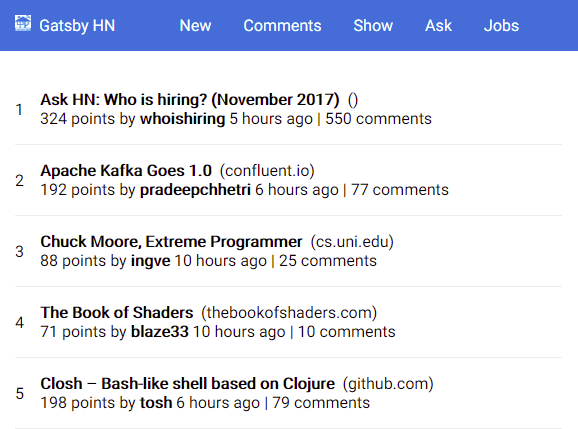 Gatsby HN New Comments Show Ask Jobs
1
Ask HN: Who is hiring? (November 2017) ()
324 points by whoishiring 5 hours ago | 550 comments
2
Apache Kafka Goes 1.0 (confluent.io)
192 points by pradeepchhetri 6 hours ago | 77 comments
3
Chuck Moore, Extreme Programmer (cs.uni.edu)
88 points by ingve 10 hours ago | 25 comments
4
The Book of Shaders (thebookofshaders.com)
71 points by blaze33 10 hours ago | 10 comments
5
Closh – Bash-like shell based on Clojure (github.com)
198 points by tosh 6 hours ago | 79 comments